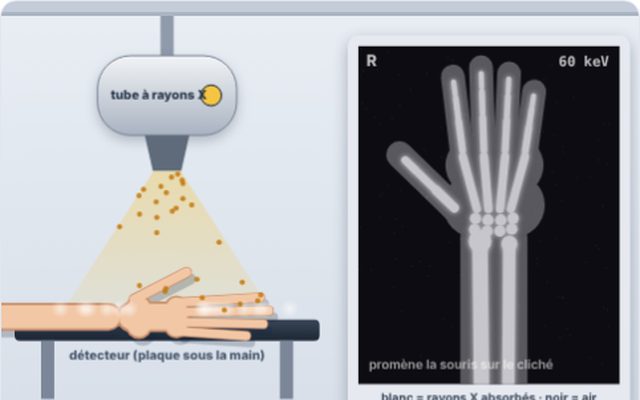 tube à rayons X
détecteur (plaque sous la main)
R
60 keV
promène la souris sur le cliché
blanc = rayons X absorbés · noir = air